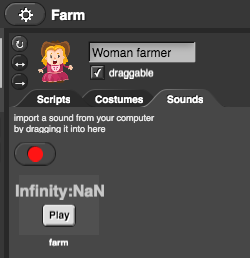 Farm
Woman farmer
draggable
Scripts Costumes Sounds
import a sound from your computer
by dragging it into here
Infinity:NaN
Play
farm